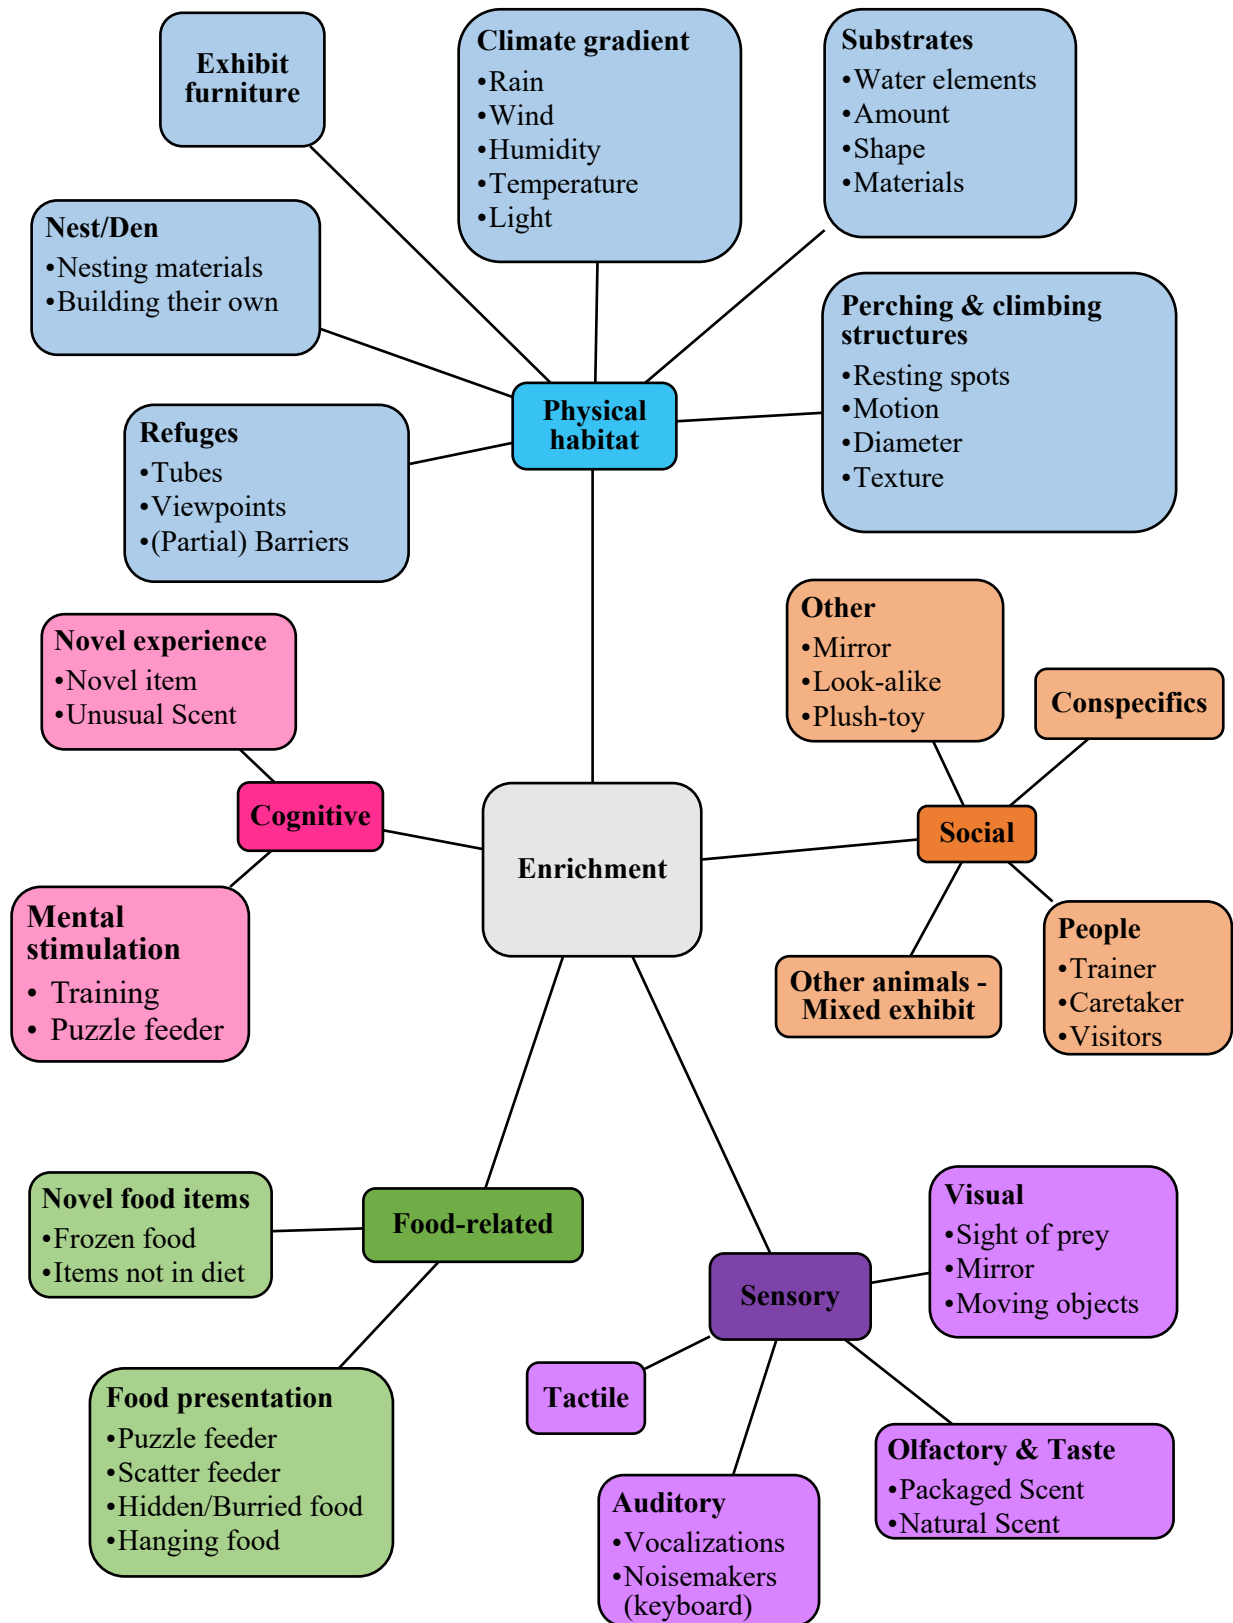 Exhibit
furniture
Climate gradient
•Rain
•Wind
•Humidity
•Temperature
•Light
Substrates
•Water elements
•Amount
•Shape
•Materials
Nest/Den
•Nesting materials
•Building their own
Perching & climbing
structures
•Resting spots
•Motion
•Diameter
•Texture
Physical
habitat
Refuges
•Tubes
•Viewpoints
•(Partial) Barriers
Novel experience
•Novel item
•Unusual Scent
Other
•Mirror
•Look-alike
•Plush-toy
Conspecifics
Cognitive
Enrichment
Social
Mental
stimulation
• Training
• Puzzle feeder
Other animals -
Mixed exhibit
People
•Trainer
•Caretaker
•Visitors
Novel food items
•Frozen food
•Items not in diet
Food-related
Sensory
Visual
•Sight of prey
•Mirror
•Moving objects
Food presentation
•Puzzle feeder
•Scatter feeder
•Hidden/Burried food
•Hanging food
Tactile
Auditory
•Vocalizations
•Noisemakers
(keyboard)
Olfactory & Taste
•Packaged Scent
•Natural Scent